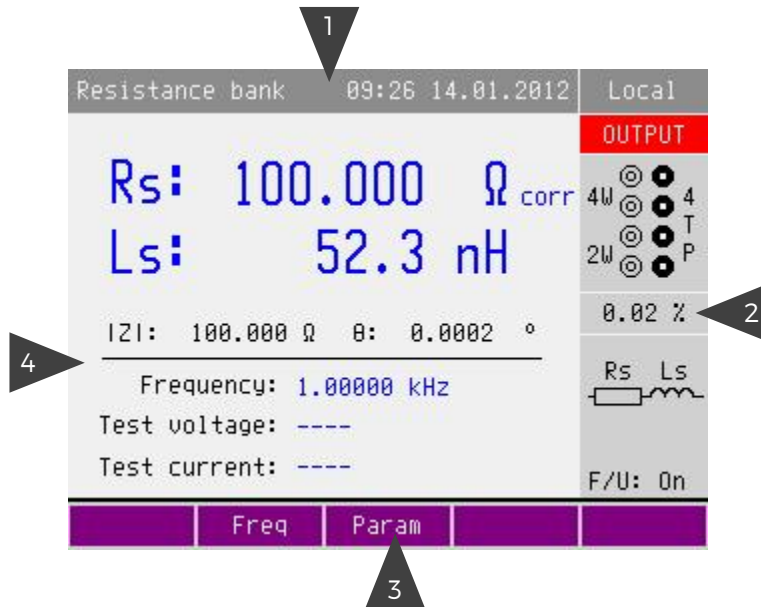 1
Resistance bank 09:26 14.01.2012 Local
OUTPUT
Rs: 100.000 Ω corr
Ls: 52.3 nH
4W
2W
4
T
P
0.02 %
2
|Z|: 100.000 Ω θ: 0.0002 °
4
Rs Ls
Frequency: 1.00000 kHz
Test voltage: ----
Test current: ----
F/U: On
Freq Param
3